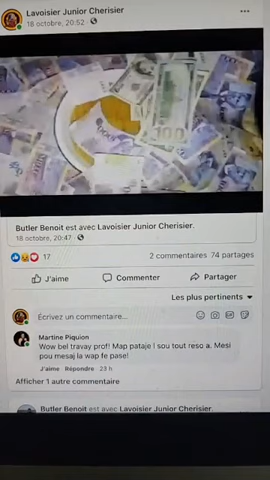 Lavoisier Junior Cherisier
18 octobre, 20:52
100
Butler Benoit est avec Lavoisier Junior Cherisier.
18 octobre, 20:47
17
2 commentaires 74 partages
J'aime
Commenter
Partager
Les plus pertinents
Écrivez un commentaire...
GIF
Martine Piquion
Wow bel travay prof! Map pataje l sou tout reso a. Mesi
pou mesaj la wap fe pase!
J'aime Répondre 23 h
Afficher 1 autre commentaire
Butler Benoit est avec Lavoisier Junior Cherisier.